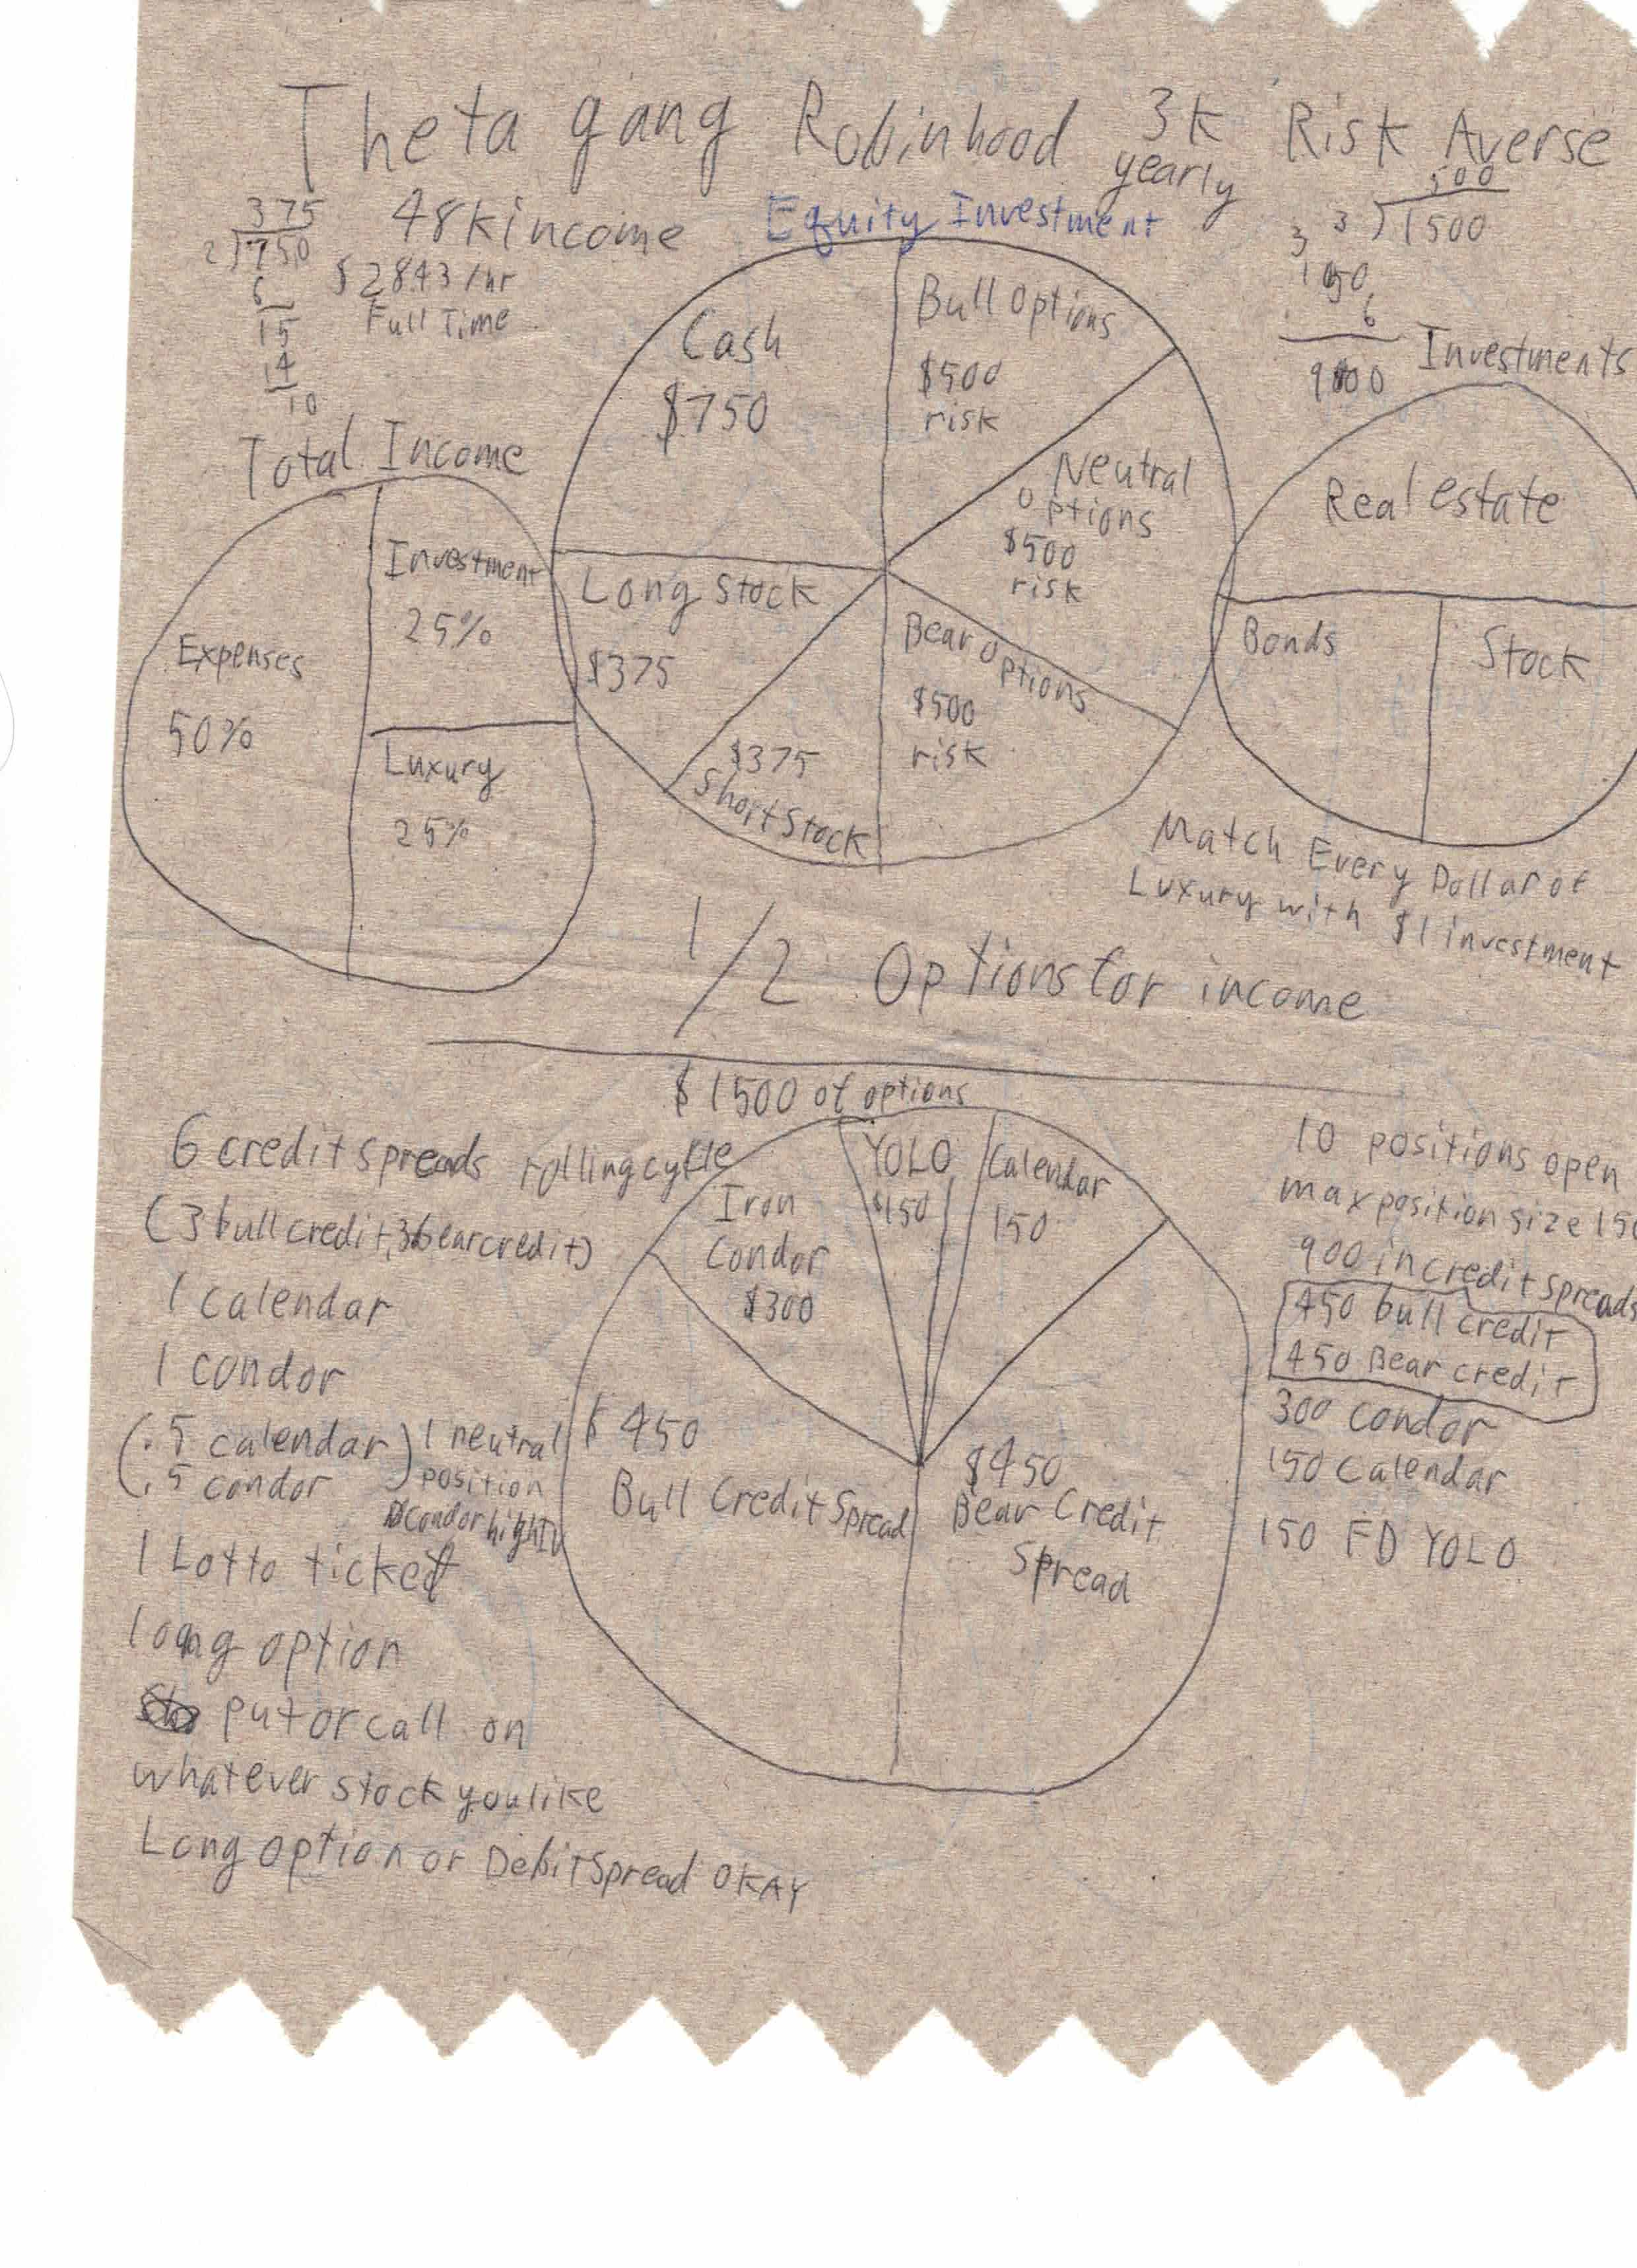 Theta gang Robinhood 3k yearly Risk Averse
375
2)750
6
15
14
10
48k income
$2843/hr
Full Time
Equity Investment
500
3)1500
3
150
6
900
Investments
Total Income
Expenses
50%
Investment
25%
Luxury
25%
Cash
$750
Bull Options
$500
risk
Neutral
options
$500
risk
Bear Options
$500
risk
$375
Short Stock
Long Stock
$375
Real estate
Bonds
Stock
Match Every Dollar of
Luxury with $1 investment
1/2 Options for income
$1500 of options
6 credit spreads rolling cycle
(3 bull credit, 3 bear credit)
1 calendar
1 condor
(.5 calendar
.5 condor)
1 neutral
position
condor high IV
1 Lotto ticket
long option
put or call on
whatever stock you like
Long option or Debit Spread OKAY
Iron
Condor
$300
YOLO
$150
Calendar
150
$450
Bull Credit Spread
$450
Bear Credit
Spread
10 positions open
max position size 150
900 in credit spreads
450 bull credit
450 Bear credit
300 condor
150 calendar
150 FD YOLO